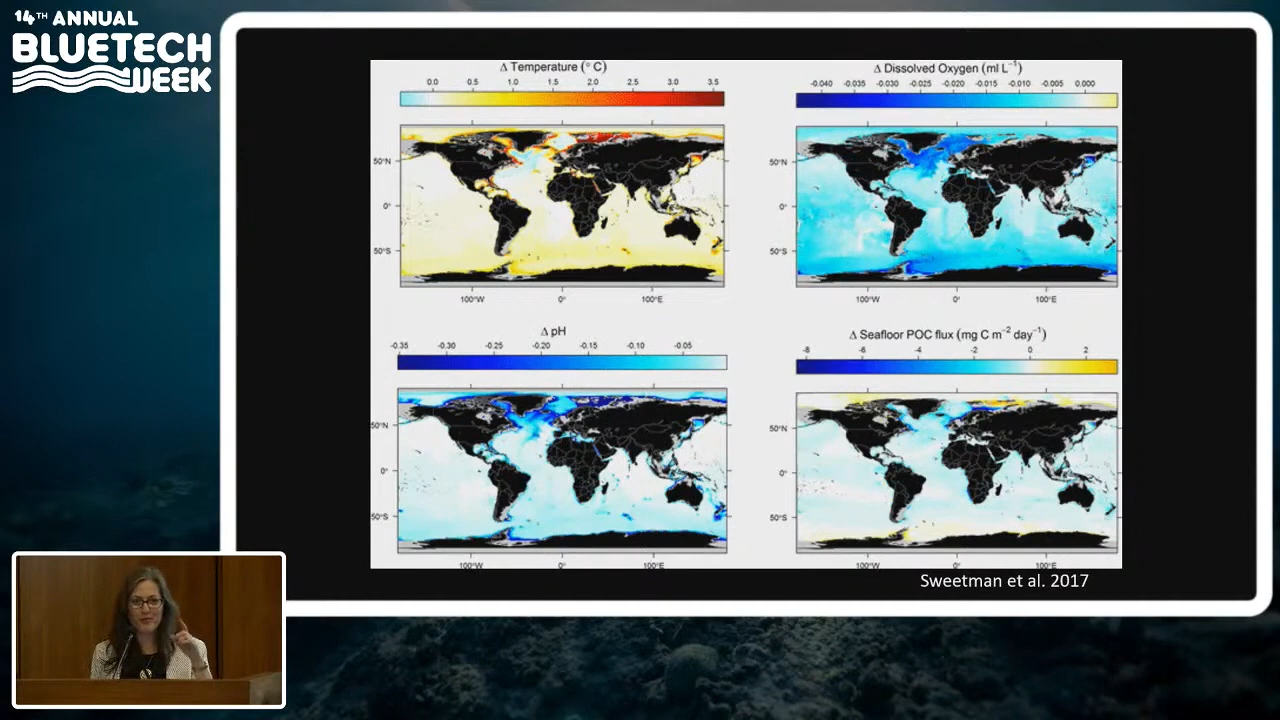 14TH ANNUAL
BLUETECH
WEEK
Δ Temperature (° C)
0.0 0.5 1.0 1.5 2.0 2.5 3.0 3.5
50°N
0°
50°S
100°W 0° 100°E
Δ Dissolved Oxygen (ml L⁻¹)
-0.040 -0.035 -0.030 -0.025 -0.020 -0.015 -0.010 -0.005 0.000
50°N
0°
50°S
100°W 0° 100°E
Δ pH
-0.35 -0.30 -0.25 -0.20 -0.15 -0.10 -0.05
50°N
0°
50°S
100°W 0° 100°E
Δ Seafloor POC flux (mg C m⁻² day⁻¹)
-8 -6 -4 -2 0 2
50°N
0°
50°S
100°W 0° 100°E
Sweetman et al. 2017